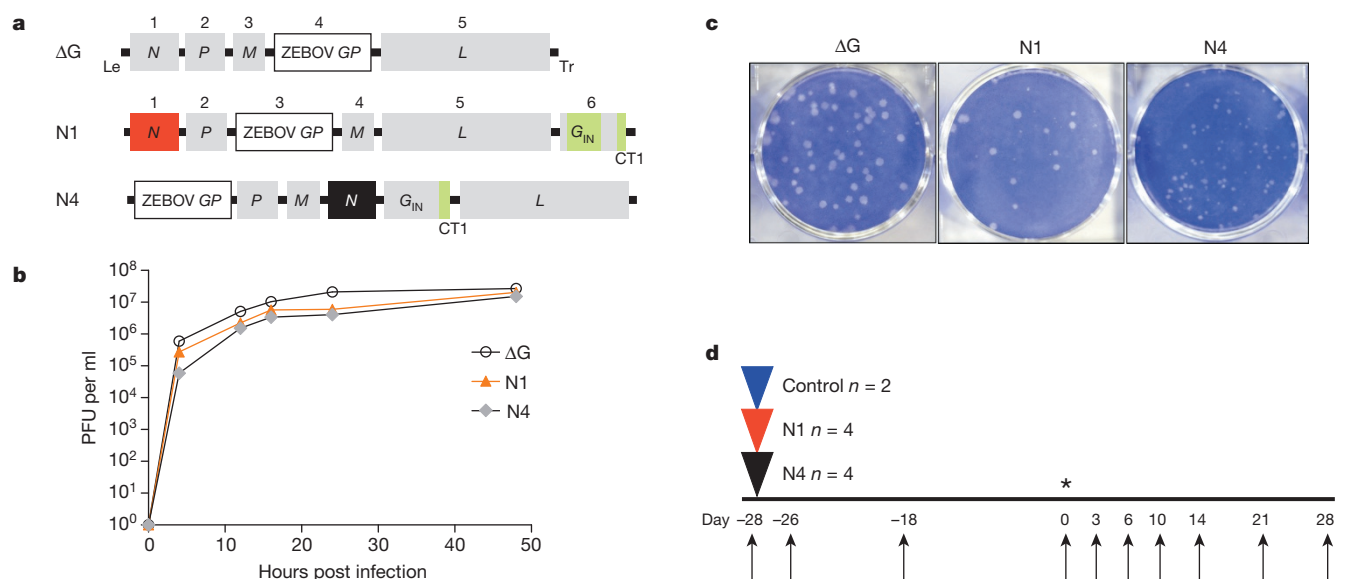 a
1 2 3 4 5
ΔG N P M ZEBOV GP L
Le Tr
1 2 3 4 5 6
N1 N P ZEBOV GP M L GIN
CT1
N4 ZEBOV GP P M N GIN L
CT1
b
10⁸
10⁷
10⁶
10⁵
10⁴
10³
10²
10¹
10⁰
PFU per ml
ΔG
N1
N4
0 10 20 30 40 50
Hours post infection
c
ΔG N1 N4
d
Control n = 2
N1 n = 4
N4 n = 4
*
Day –28 –26 –18 0 3 6 10 14 21 28